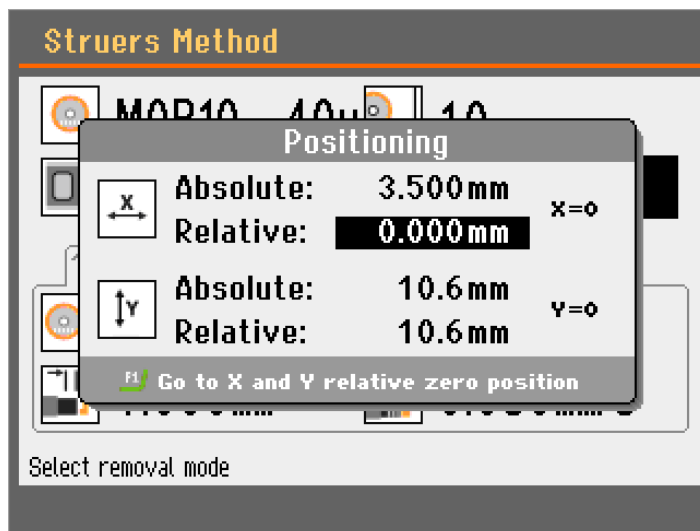 Struers Method
Positioning
X
Absolute: 3.500mm
X=0
Relative: 0.000mm
Y
Absolute: 10.6mm
Y=0
Relative: 10.6mm
F1 Go to X and Y relative zero position
Select removal mode